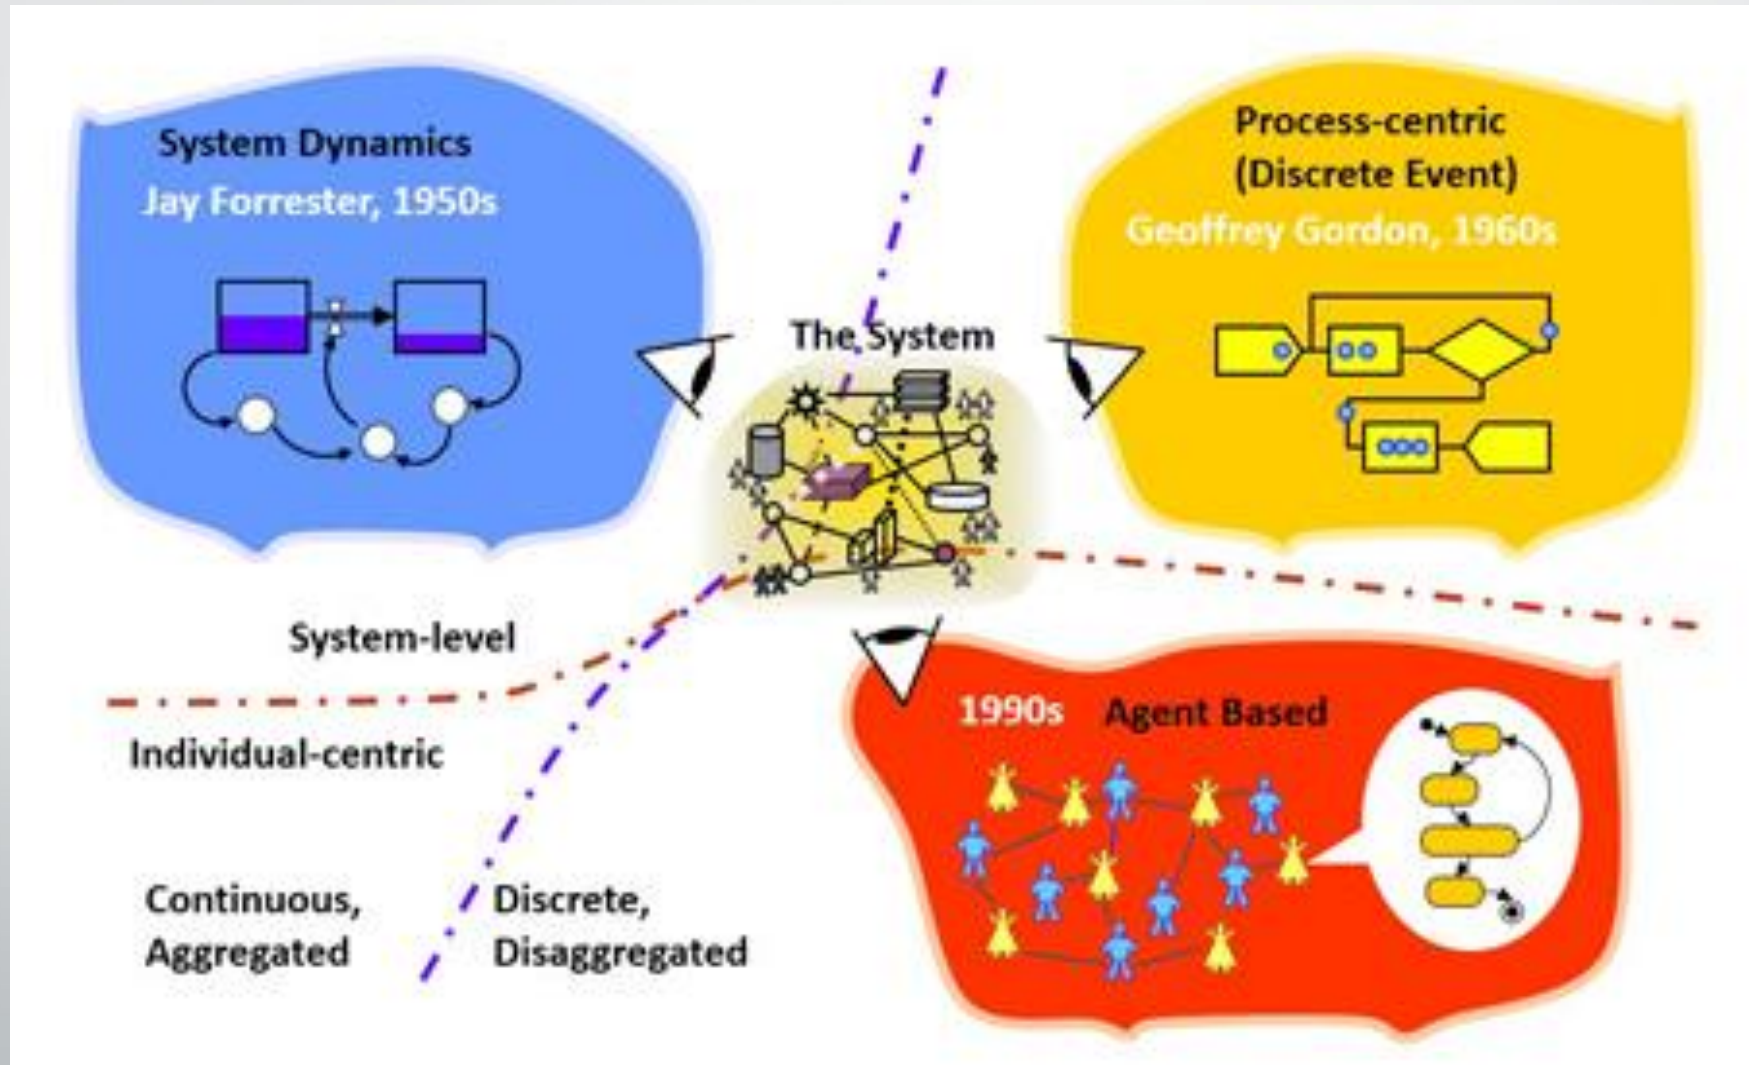 System Dynamics
Jay Forrester, 1950s
Process-centric
(Discrete Event)
Geoffrey Gordon, 1960s
The System
System-level
Individual-centric
1990s Agent Based
Continuous,
Aggregated
Discrete,
Disaggregated